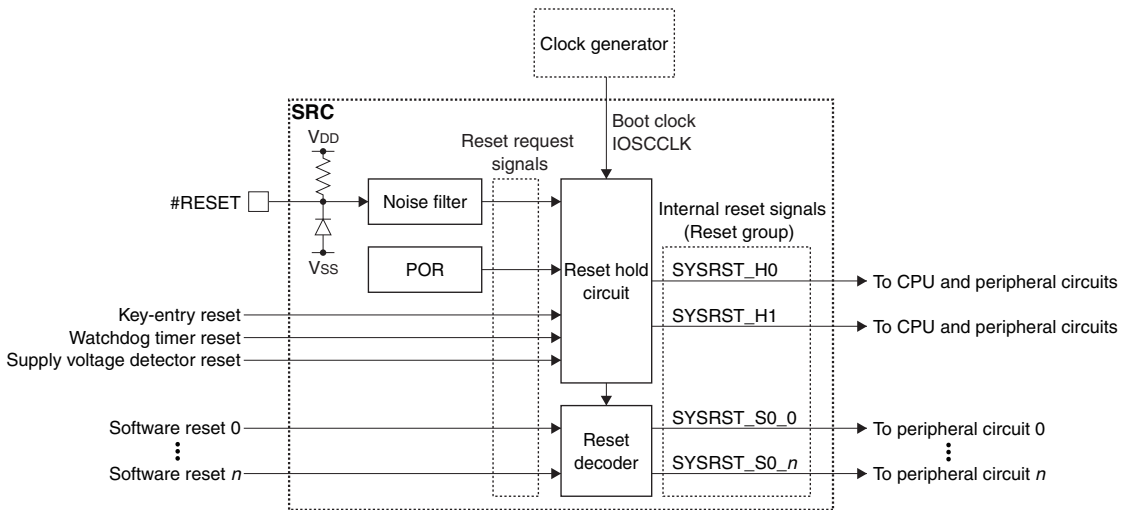 Clock generator
SRC
Boot clock
IOSCCLK
VDD
Reset request
signals
#RESET
Noise filter
Internal reset signals
(Reset group)
VSS
POR
Reset hold
circuit
SYSRST_H0
To CPU and peripheral circuits
Key-entry reset
SYSRST_H1
To CPU and peripheral circuits
Watchdog timer reset
Supply voltage detector reset
Software reset 0
Reset
decoder
SYSRST_S0_0
To peripheral circuit 0
Software reset n
SYSRST_S0_n
To peripheral circuit n